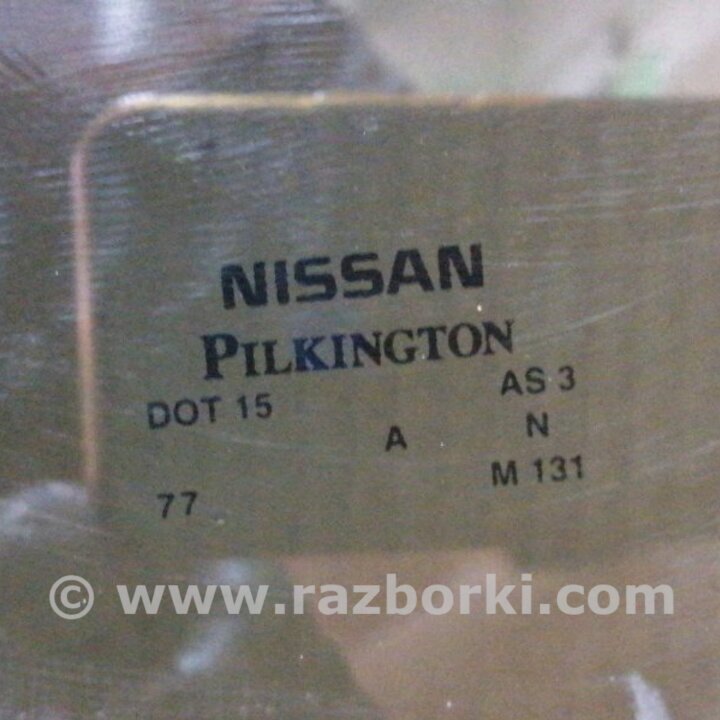 NISSAN
PILKINGTON
DOT 15 AS 3
A N
77 M 131
© www.razborki.com